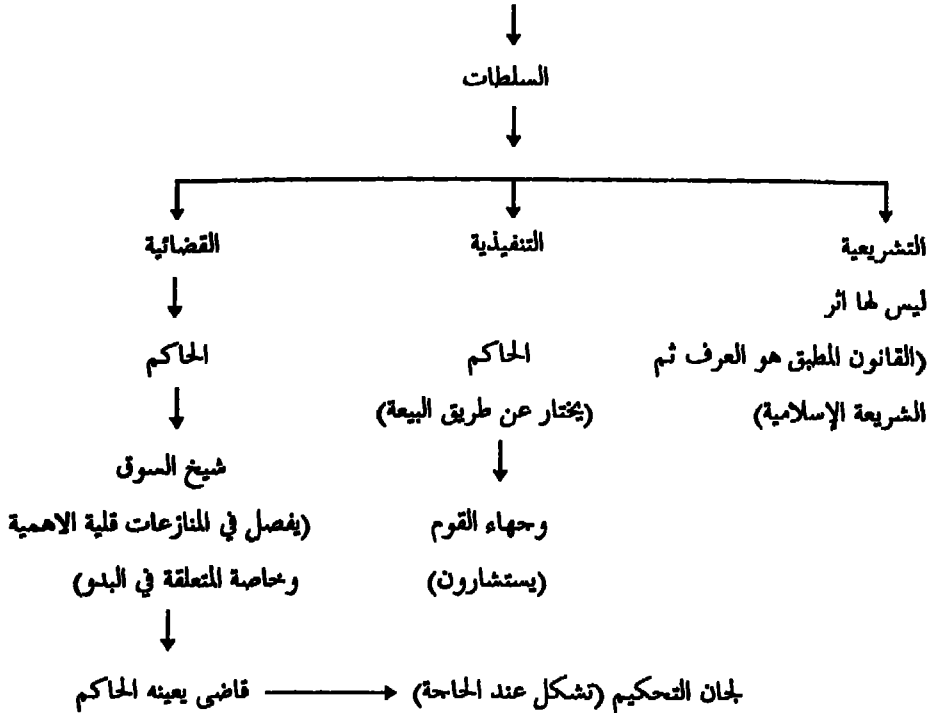 السلطات
التشريعية
التنفيذية
القضائية
ليس لها اثر
(القانون المطبق هو العرف ثم
الشريعة الإسلامية)
الحاكم
(يختار عن طريق البيعة)
وجهاء القوم
(يستشارون)
الحاكم
شيخ السوق
(يفصل في المنازعات قلية الاهمية
وخاصة المتعلقة في البدو)
قاضى يعينه الحاكم
لجان التحكيم (تشكل عند الحاجة)